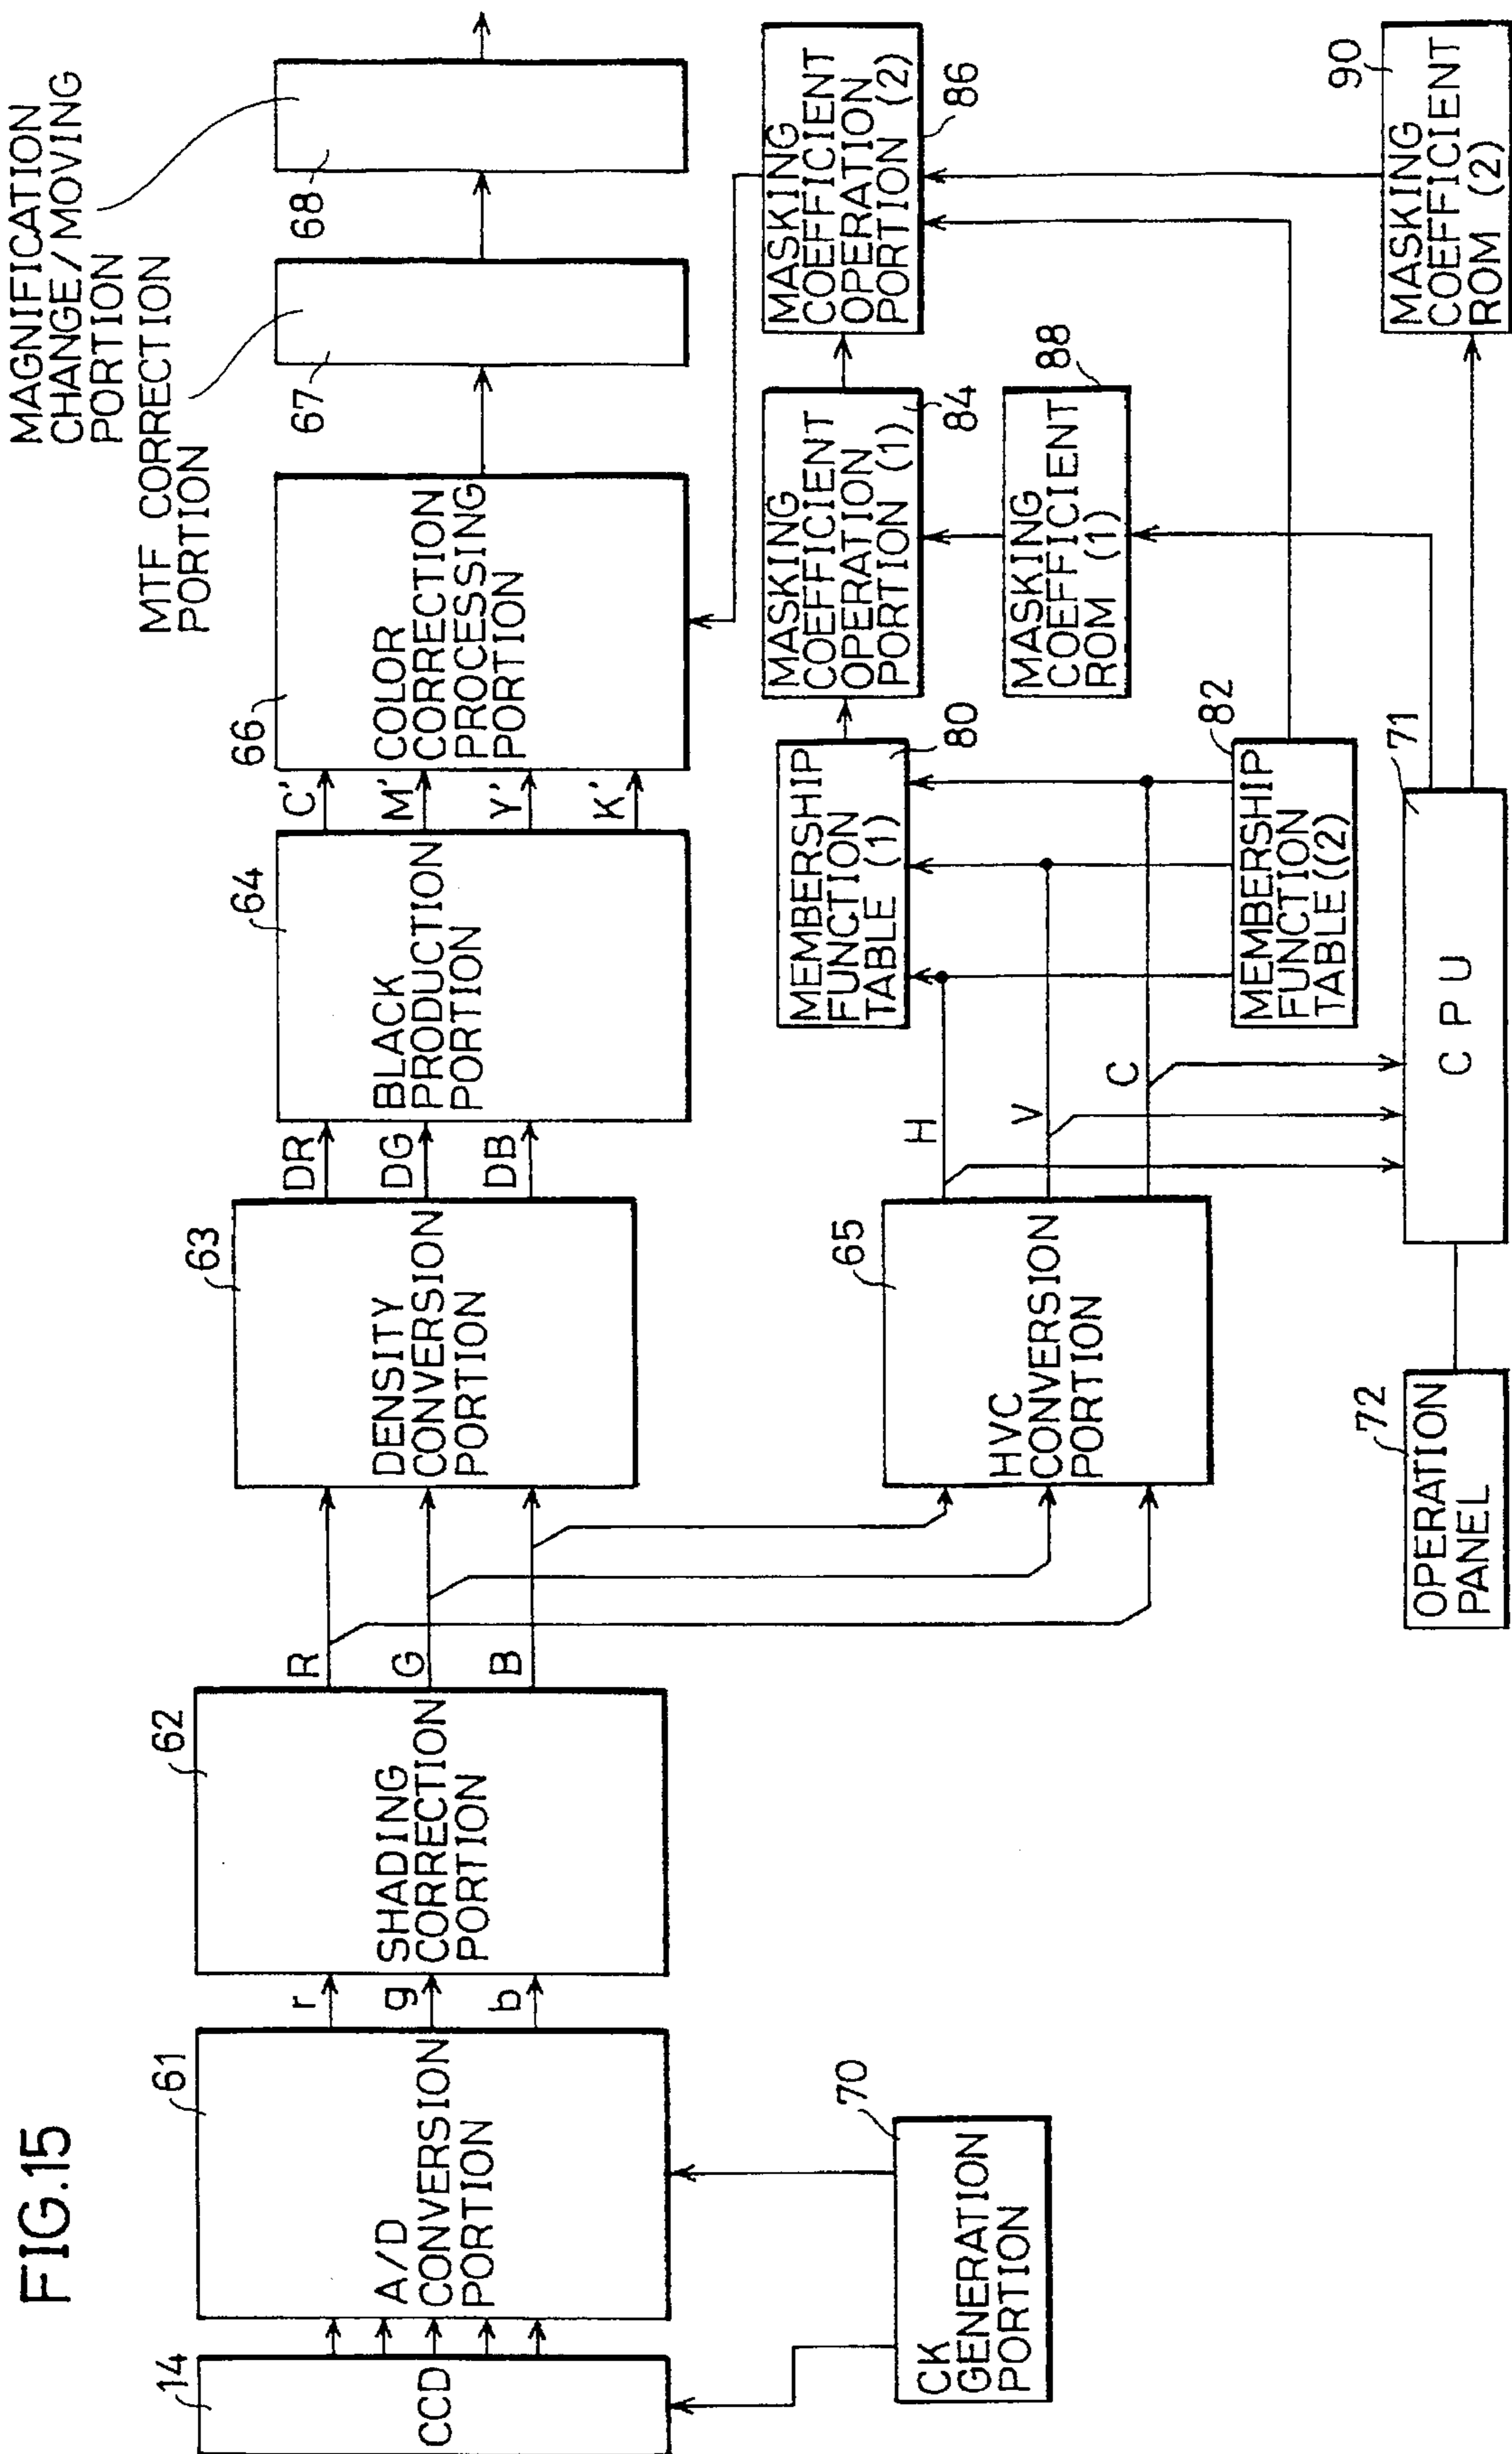 FIG.15
14
CCD
61
A/D
CONVERSION
PORTION
r
g
b
62
SHADING
CORRECTION
PORTION
R
G
B
63
DENSITY
CONVERSION
PORTION
DR
DG
DB
64
BLACK
PRODUCTION
PORTION
C'
M'
Y'
K'
66
COLOR
CORRECTION
PROCESSING
PORTION
67
MTF CORRECTION
PORTION
68
MAGNIFICATION
CHANGE/MOVING
PORTION
70
CK
GENERATION
PORTION
65
HVC
CONVERSION
PORTION
H
V
C
MEMBERSHIP
FUNCTION
TABLE (1)
80
MASKING
COEFFICIENT
OPERATION
PORTION (1)
84
MASKING
COEFFICIENT
OPERATION
PORTION (2)
86
MASKING
COEFFICIENT
ROM (1)
88
82
MEMBERSHIP
FUNCTION
TABLE((2)
90
MASKING
COEFFICIENT
ROM (2)
72
OPERATION
PANEL
71
C P U